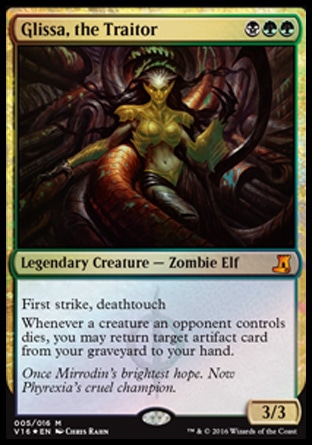 Glissa, the Traitor
Legendary Creature — Zombie Elf
First strike, deathtouch
Whenever a creature an opponent controls
dies, you may return target artifact card
from your graveyard to your hand.
Once Mirrodin's brightest hope. Now
Phyrexia's cruel champion.
3/3
005/016 M
V16 ★ EN Chris Rahn
™ & © 2016 Wizards of the Coast